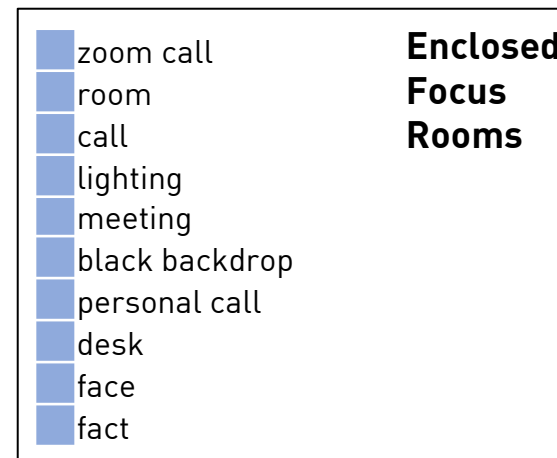 zoom call
room
call
lighting
meeting
black backdrop
personal call
desk
face
fact
Enclosed
Focus
Rooms